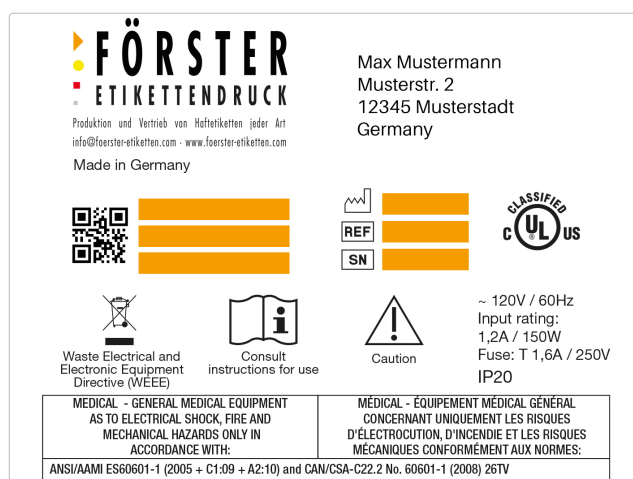 FÖRSTER
ETIKETTENDRUCK
Produktion und Vertrieb von Haftetiketten jeder Art
info@foerster-etiketten.com · www.foerster-etiketten.com
Made in Germany
Max Mustermann
Musterstr. 2
12345 Musterstadt
Germany
REF
SN
CLASSIFIED
C UL US
®
Waste Electrical and
Electronic Equipment
Directive (WEEE)
Consult
instructions for use
Caution
~ 120V / 60Hz
Input rating:
1,2A / 150W
Fuse: T 1,6A / 250V
IP20
MEDICAL - GENERAL MEDICAL EQUIPMENT
AS TO ELECTRICAL SHOCK, FIRE AND
MECHANICAL HAZARDS ONLY IN
ACCORDANCE WITH:
MÉDICAL - ÉQUIPEMENT MÉDICAL GÉNÉRAL
CONCERNANT UNIQUEMENT LES RISQUES
D'ÉLECTROCUTION, D'INCENDIE ET LES RISQUES
MÉCANIQUES CONFORMÉMENT AUX NORMES:
ANSI/AAMI ES60601-1 (2005 + C1:09 + A2:10) and CAN/CSA-C22.2 No. 60601-1 (2008) 26TV